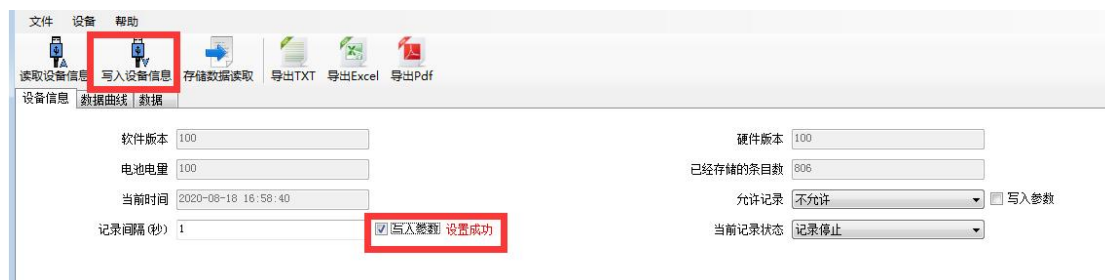 文件 设备 帮助
读取设备信息 写入设备信息 存储数据读取 导出TXT 导出Excel 导出Pdf
设备信息 数据曲线 数据
软件版本 100 硬件版本 100
电池电量 100 已经存储的条目数 806
当前时间 2020-08-18 16:58:40 允许记录 不允许 写入参数
记录间隔(秒) 1 写入参数 设置成功 当前记录状态 记录停止